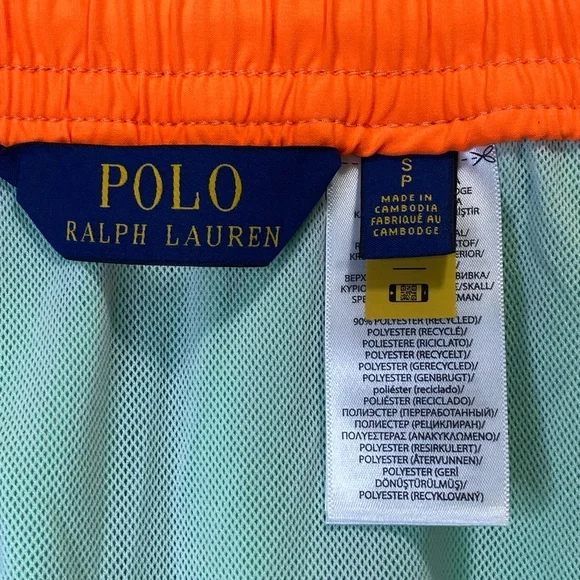 POLO
RALPH LAUREN
S
P
MADE IN
CAMBODIA
FABRIQUÉ AU
CAMBODGE
90% POLYESTER (RECYCLED)/
POLYESTER (RECYCLÉ)/
POLIESTERE (RICICLATO)/
POLYESTER (RECYCELT)/
POLYESTER (GERECYCLED)/
POLYESTER (GENBRUGT)/
poliéster (reciclado)/
POLIÉSTER (RECICLADO)/
ПОЛИЭСТЕР (ПЕРЕРАБОТАННЫЙ)/
ПОЛИЕСТЕР (РЕЦИКЛИРАН)/
ΠΟΛΥΕΣΤΕΡΑΣ (ΑΝΑΚΥΚΛΩΜΕΝΟ)/
POLYESTER (RESIRKULERT)/
POLYESTER (ÅTERVUNNEN)/
POLYESTER (GERİ
DÖNÜŞTÜRÜLMÜŞ)/
POLYESTER (RECYKLOVANÝ)